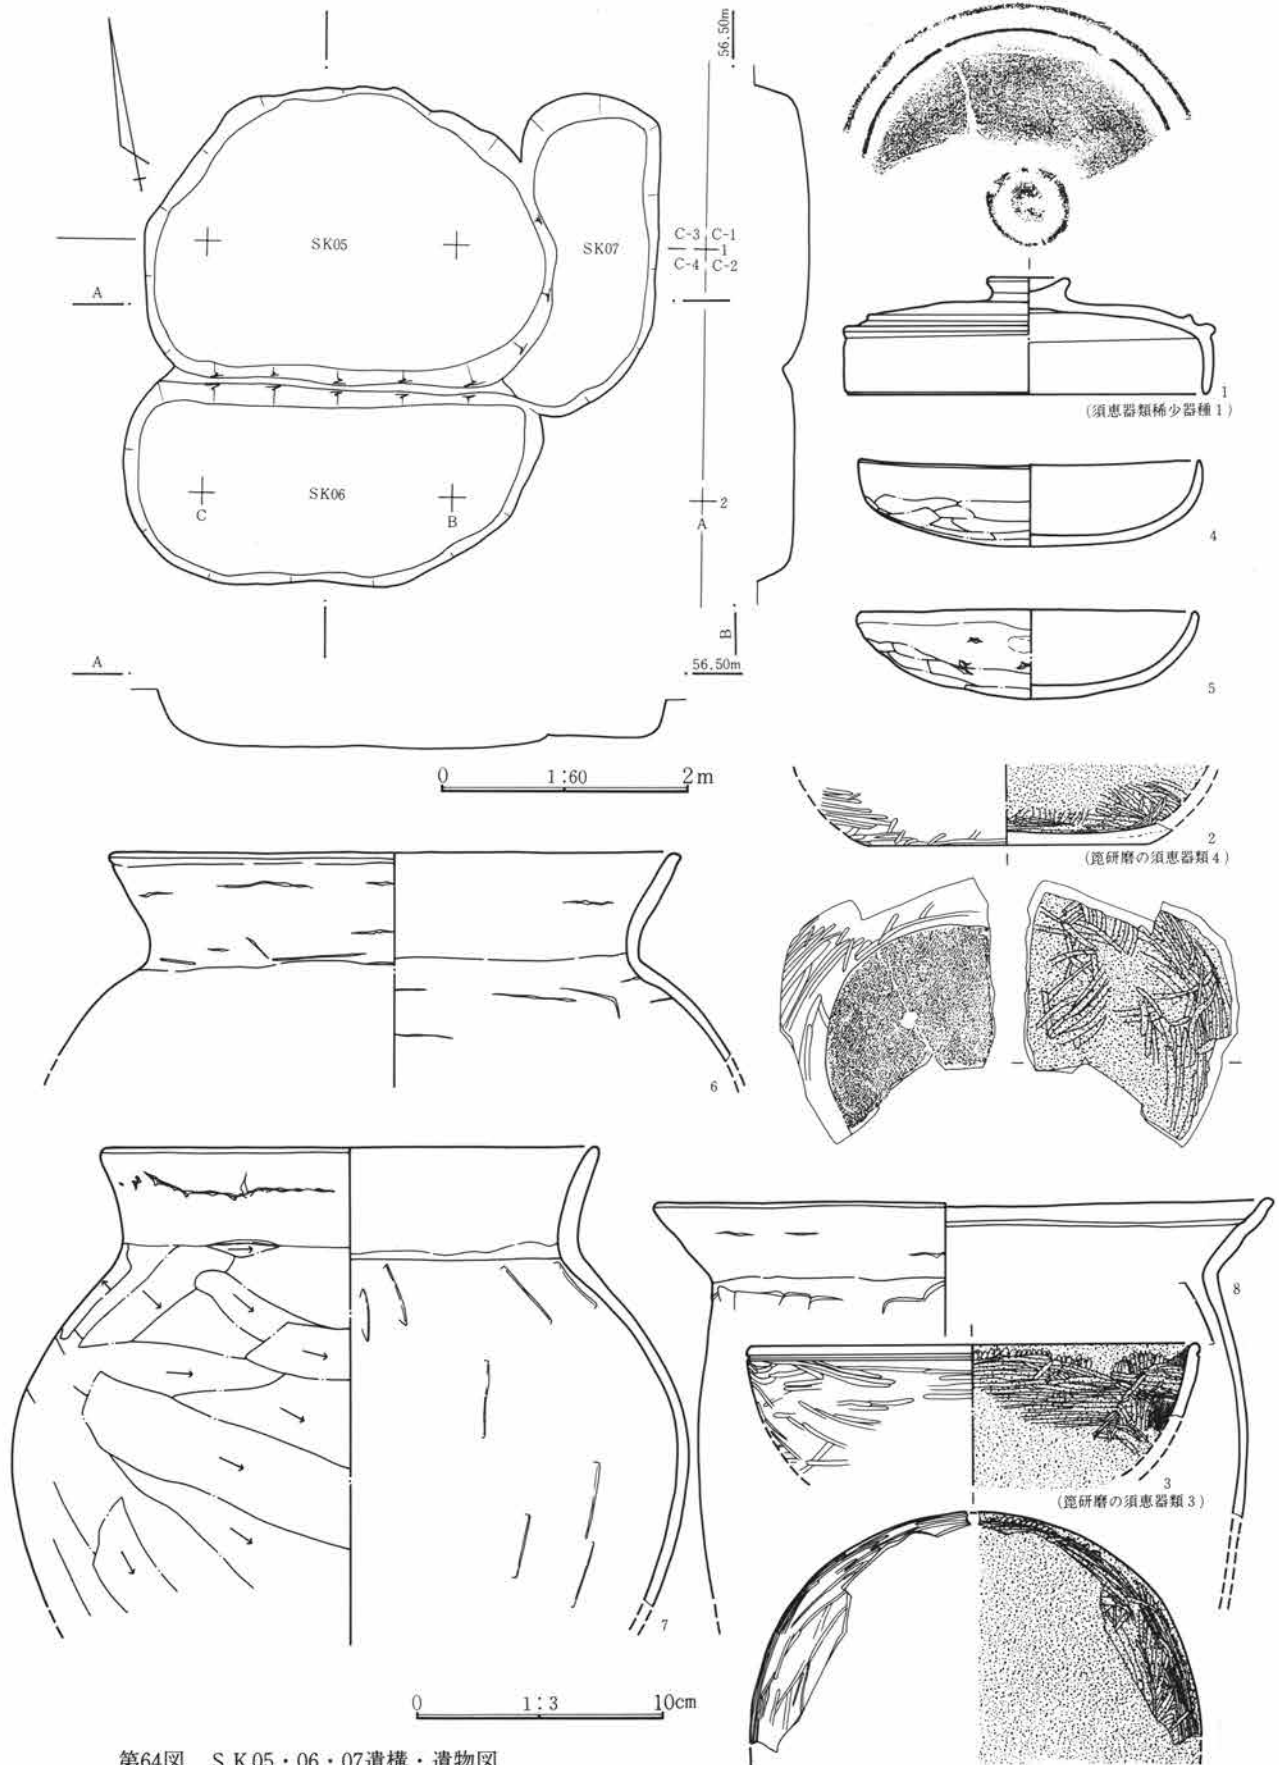 56.50m
SK05
SK07
C-3 C-1
1
C-4 C-2
A
1
(須恵器類稀少器種1)
4
SK06
C
B
2
A
5
B
A
56.50m
0 1:60 2m
2
(箆研磨の須恵器類4)
6
8
3
(箆研磨の須恵器類3)
7
0 1:3 10cm
第64図 SK05・06・07遺構・遺物図